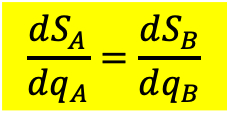 dS_A/dq_A = dS_B/dq_B